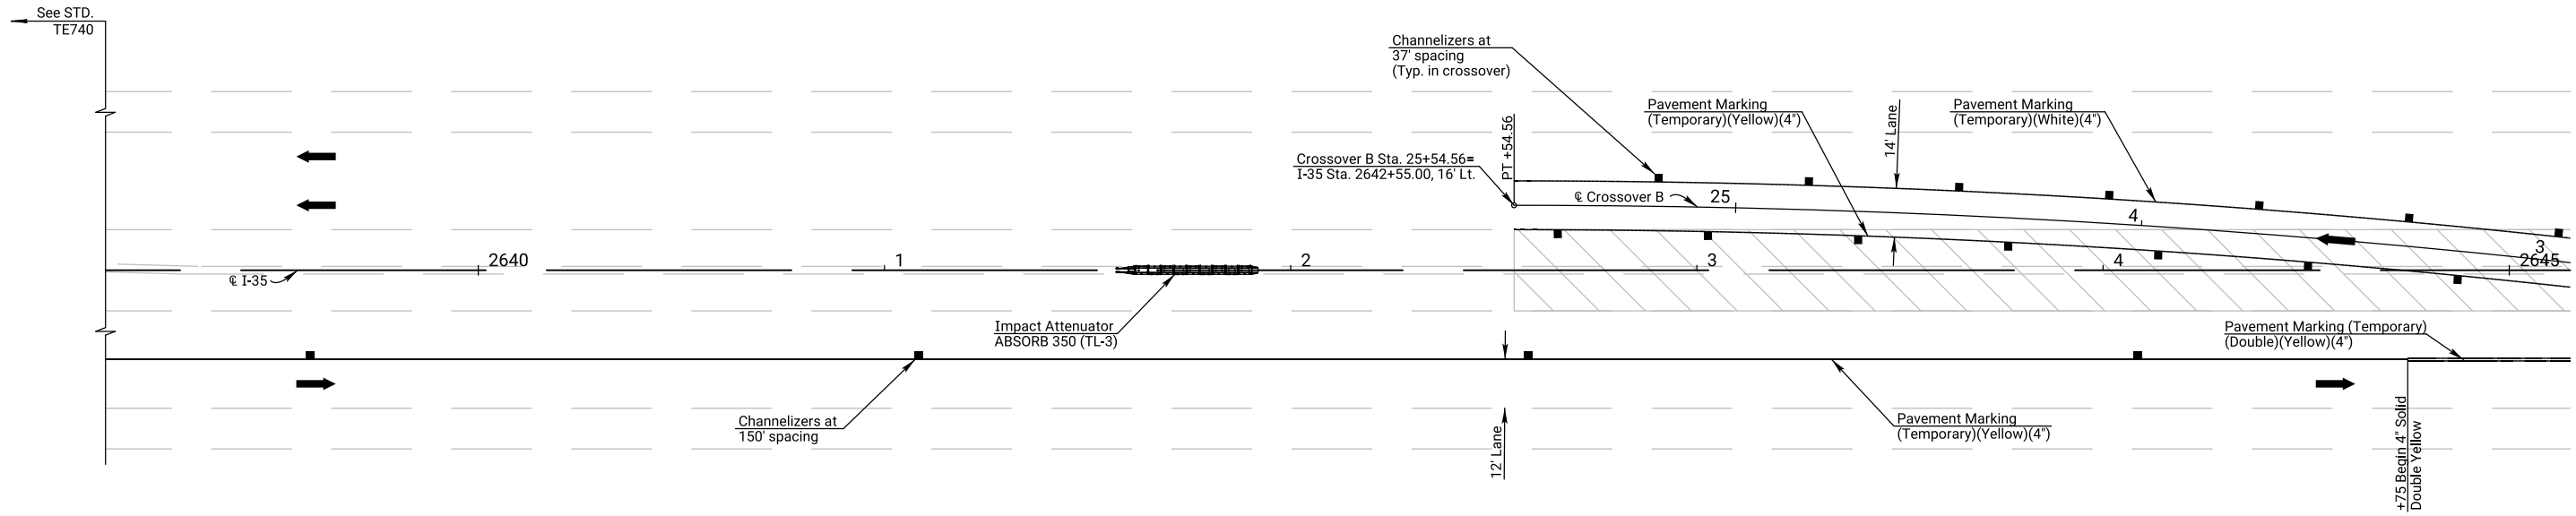 See STD.
TE740
Channelizers at
37' spacing
(Typ. in crossover)
Pavement Marking
(Temporary)(Yellow)(4")
14' Lane
Pavement Marking
(Temporary)(White)(4")
PT +54.56
Crossover B Sta. 25+54.56=
I-35 Sta. 2642+55.00, 16' Lt.
℄ Crossover B
25
4
3
2640
1
2
3
4
2645
℄ I-35
Impact Attenuator
ABSORB 350 (TL-3)
Pavement Marking (Temporary)
(Double)(Yellow)(4")
Channelizers at
150' spacing
12' Lane
Pavement Marking
(Temporary)(Yellow)(4")
+75 Begin 4" Solid
Double Yellow